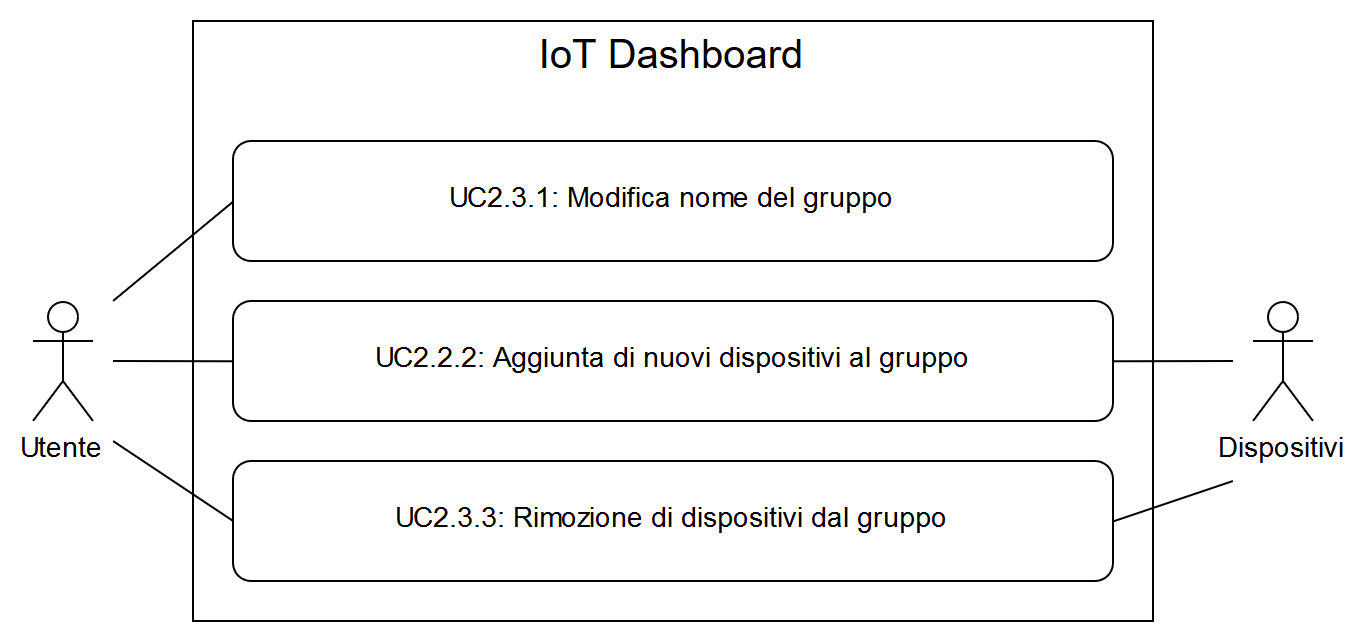 IoT Dashboard
UC2.3.1: Modifica nome del gruppo
UC2.2.2: Aggiunta di nuovi dispositivi al gruppo
Utente
Dispositivi
UC2.3.3: Rimozione di dispositivi dal gruppo